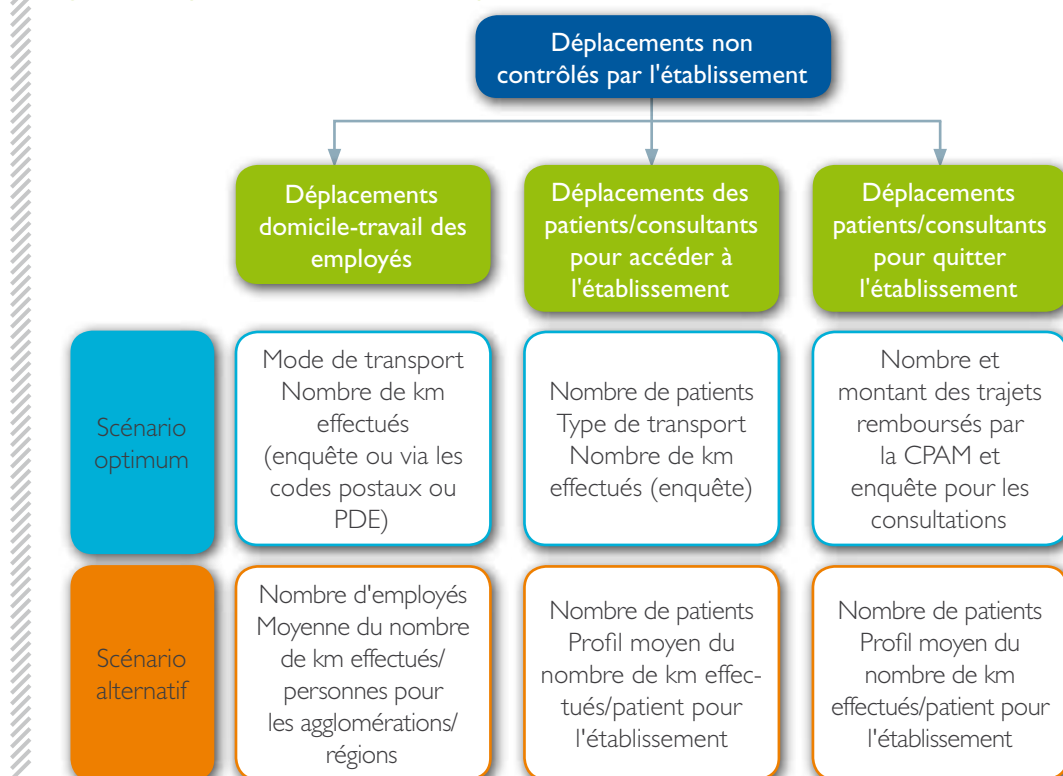 Déplacements non
contrôlés par l'établissement
Déplacements
domicile-travail des
employés
Déplacements des
patients/consultants
pour accéder à
l'établissement
Déplacements
patients/consultants
pour quitter
l'établissement
Scénario
optimum
Mode de transport
Nombre de km
effectués
(enquête ou via les
codes postaux ou
PDE)
Nombre de patients
Type de transport
Nombre de km
effectués (enquête)
Nombre et
montant des trajets
remboursés par
la CPAM et
enquête pour les
consultations
Scénario
alternatif
Nombre d'employés
Moyenne du nombre
de km effectués/
personnes pour
les agglomérations/
régions
Nombre de patients
Profil moyen du
nombre de km effec-
tués/patient pour
l'établissement
Nombre de patients
Profil moyen du
nombre de km
effectués/patient pour
l'établissement